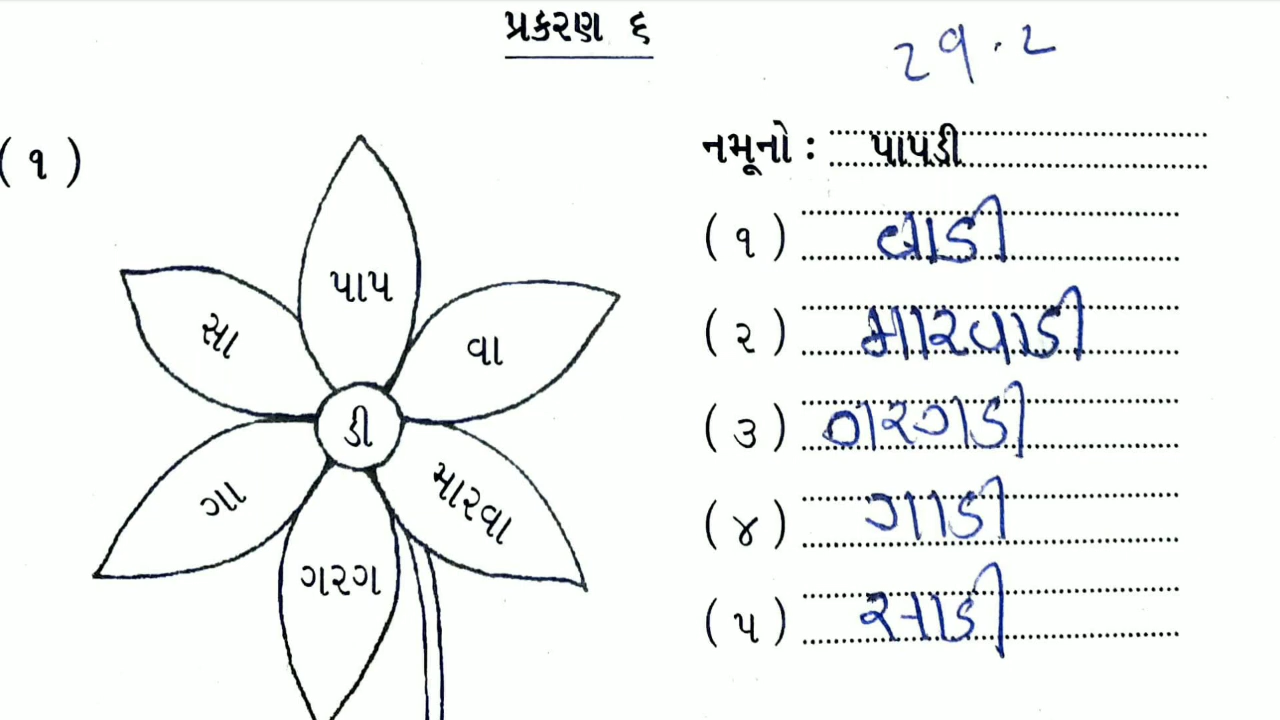 પ્રકરણ ૬
૨૧.૨
(૧)
પાપ
સા
વા
ડી
ગા
મારવા
ગરગ
નમૂનો : પાપડી
(૧) વાડી
(૨) મારવાડી
(૩) ગરગડી
(૪) ગાડી
(૫) સાડી